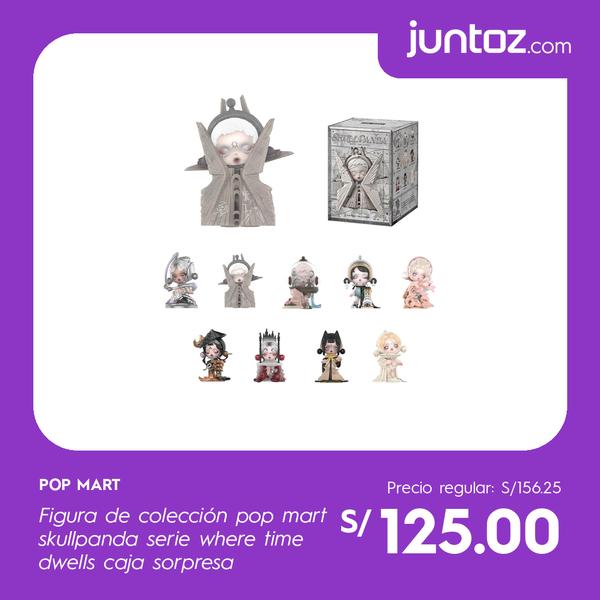 juntoz.com
SKULLPANDA
POP MART
Precio regular: S/156.25
Figura de colección pop mart
skullpanda serie where time
dwells caja sorpresa
S/125.00